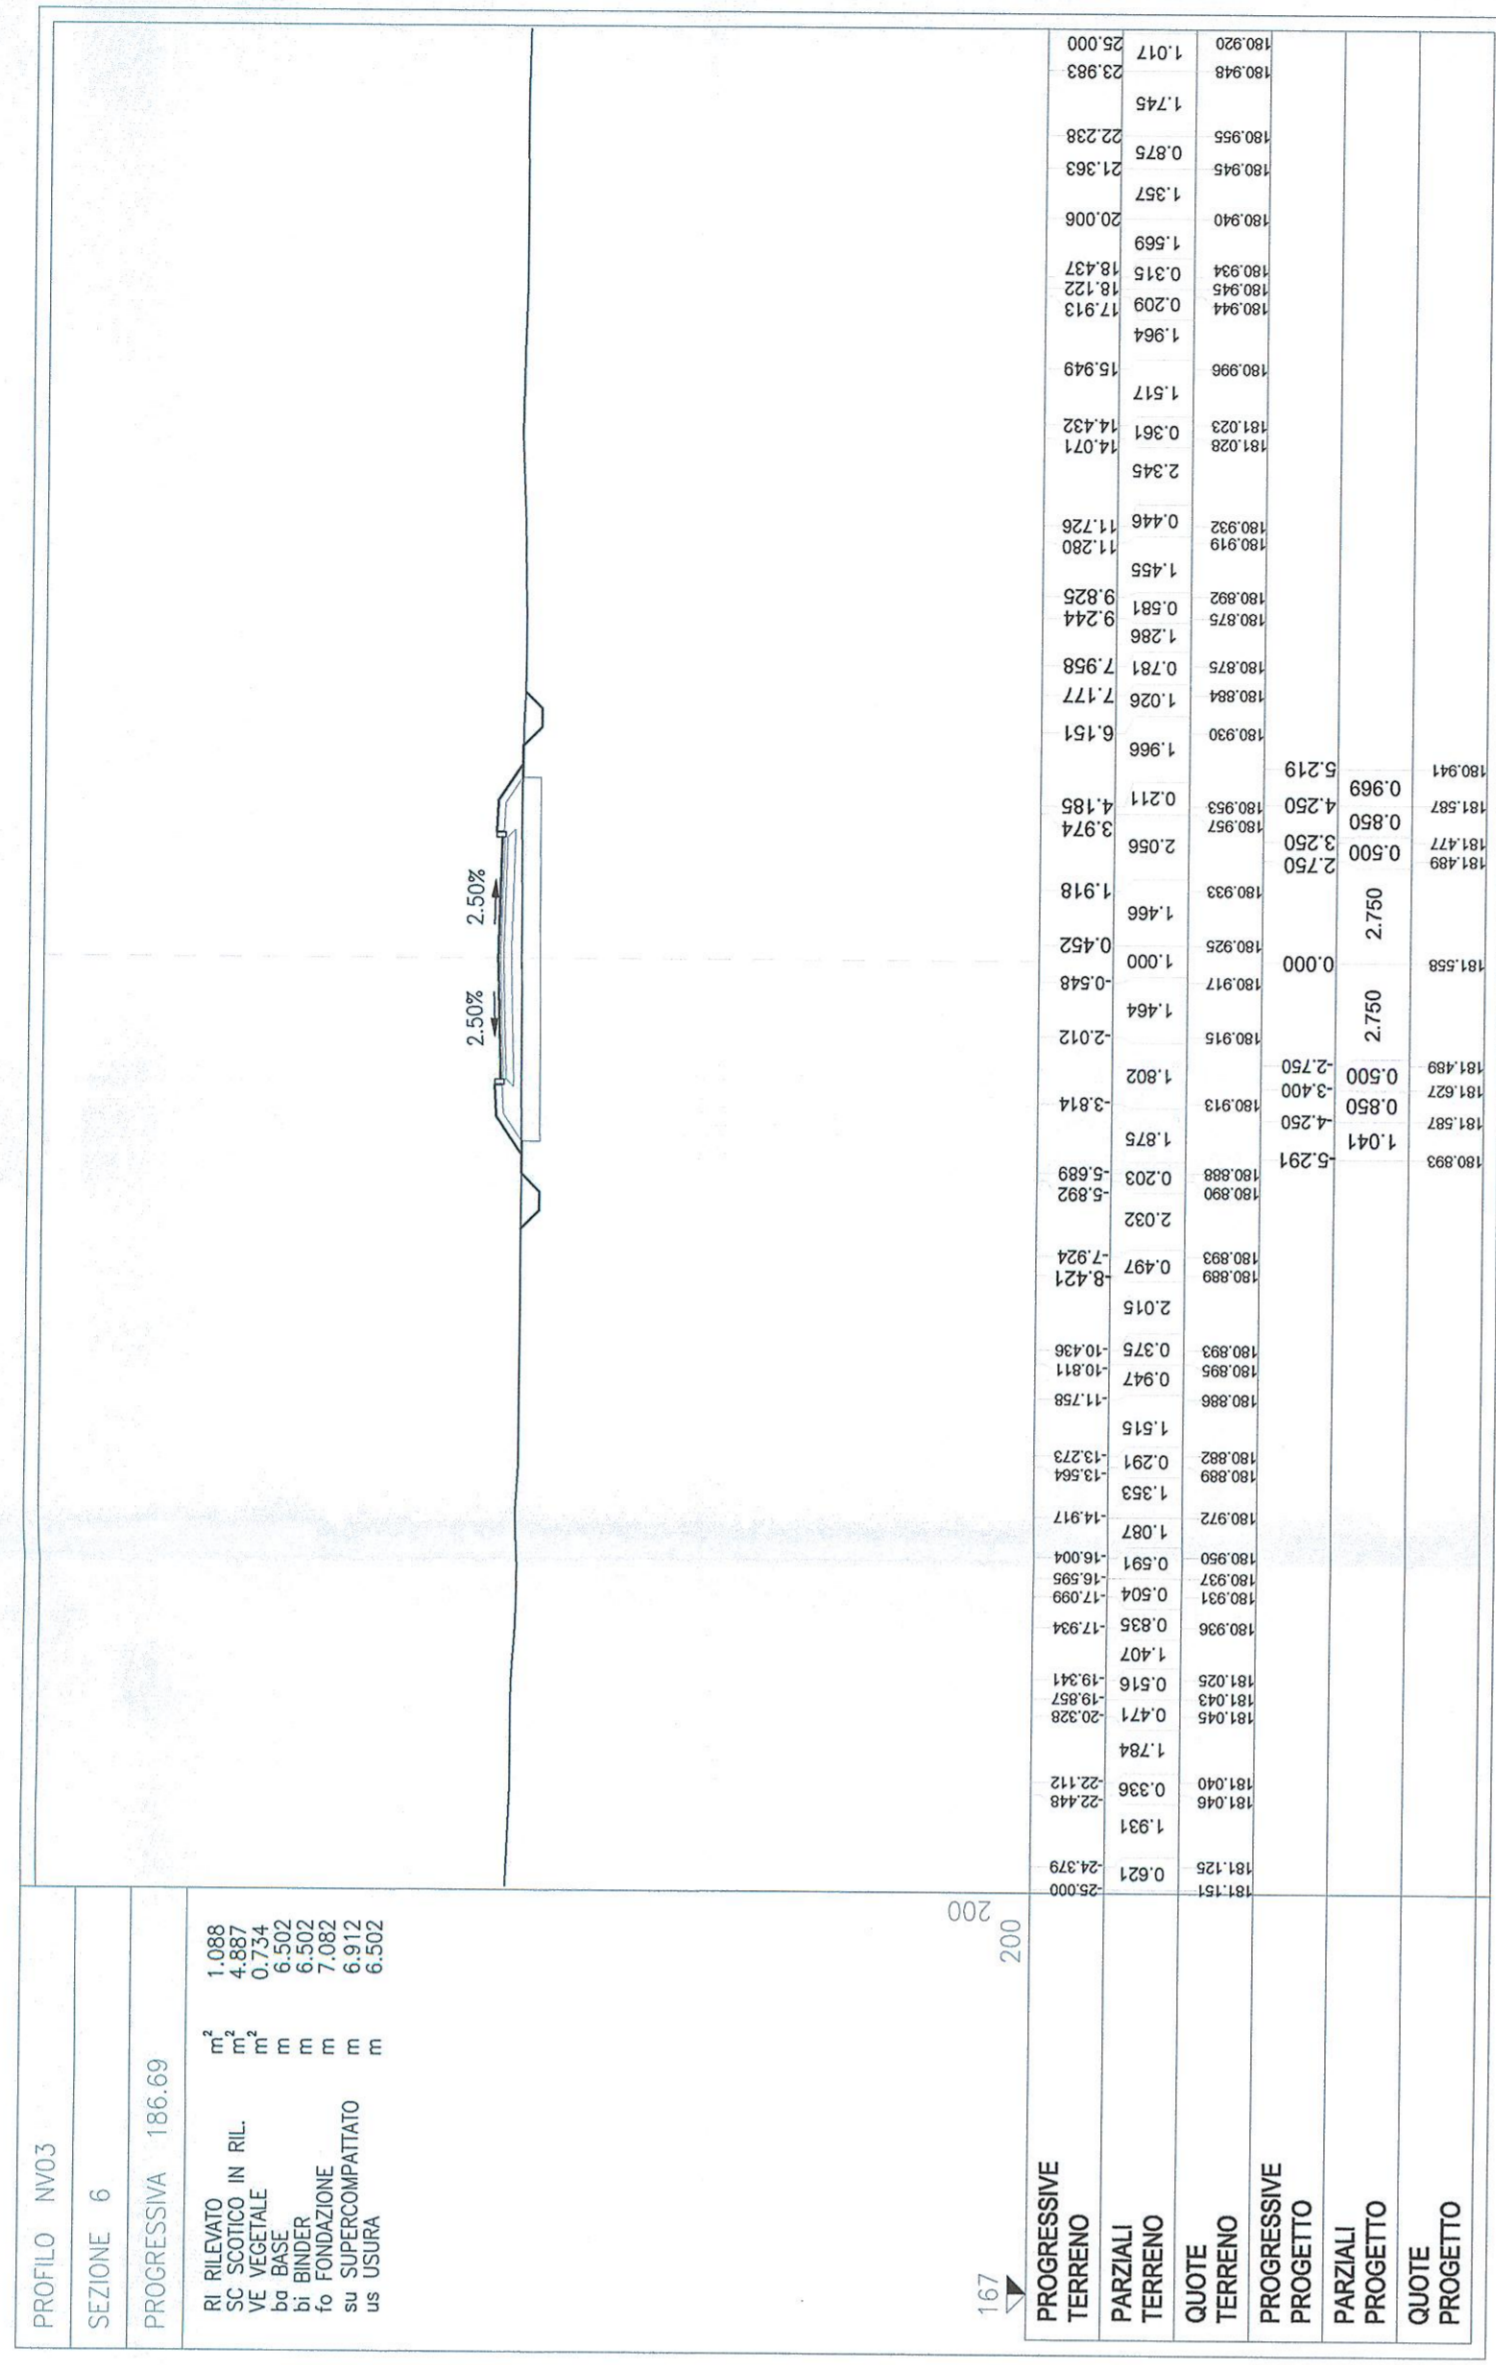 PROFILO NV03
SEZIONE 6
PROGRESSIVA 186.69
RI RILEVATO m² 1.088
SC SCOTICO IN RIL. m² 4.887
VE VEGETALE m² 0.734
ba BASE m 6.502
bi BINDER m 6.502
fo FONDAZIONE m 7.082
su SUPERCOMPATTATO m 6.912
us USURA m 6.502
2.50% 2.50%
200
200
167
PROGRESSIVE TERRENO
-25.000 -24.379 -22.448 -22.112 -20.328 -19.857 -19.341 -17.934 -17.099 -16.595 -16.004 -14.917 -13.564 -13.273 -11.758 -10.811 -10.436 -8.421 -7.924 -5.892 -5.689 -3.814 -2.012 -0.548 0.452 1.918 3.974 4.185 6.151 7.177 7.958 9.244 9.825 11.280 11.726 14.071 14.432 15.949 17.913 18.122 18.437 20.006 21.363 22.238 23.983 25.000
PARZIALI TERRENO
0.621 1.931 0.336 1.784 0.471 0.516 1.407 0.835 0.504 0.591 1.087 1.353 0.291 1.515 0.947 0.375 2.015 0.497 2.032 0.203 1.875 1.802 1.464 1.000 1.466 2.056 0.211 1.966 1.026 0.781 1.286 0.581 1.455 0.446 2.345 0.361 1.517 1.964 0.209 0.315 1.569 1.357 0.875 1.745 1.017
QUOTE TERRENO
181.151 181.125 181.046 181.040 181.045 181.043 181.025 180.936 180.931 180.937 180.950 180.972 180.889 180.882 180.886 180.895 180.893 180.889 180.893 180.890 180.888 180.913 180.915 180.917 180.925 180.933 180.957 180.953 180.930 180.884 180.875 180.875 180.892 180.919 180.932 181.028 181.023 180.996 180.944 180.945 180.934 180.940 180.945 180.955 180.948 180.920
PROGRESSIVE PROGETTO
-5.291 -4.250 -3.400 -2.750 0.000 2.750 3.250 4.250 5.219
PARZIALI PROGETTO
1.041 0.850 0.500 2.750 2.750 0.500 0.850 0.969
QUOTE PROGETTO
180.893 181.587 181.627 181.489 181.558 181.489 181.477 181.587 180.941